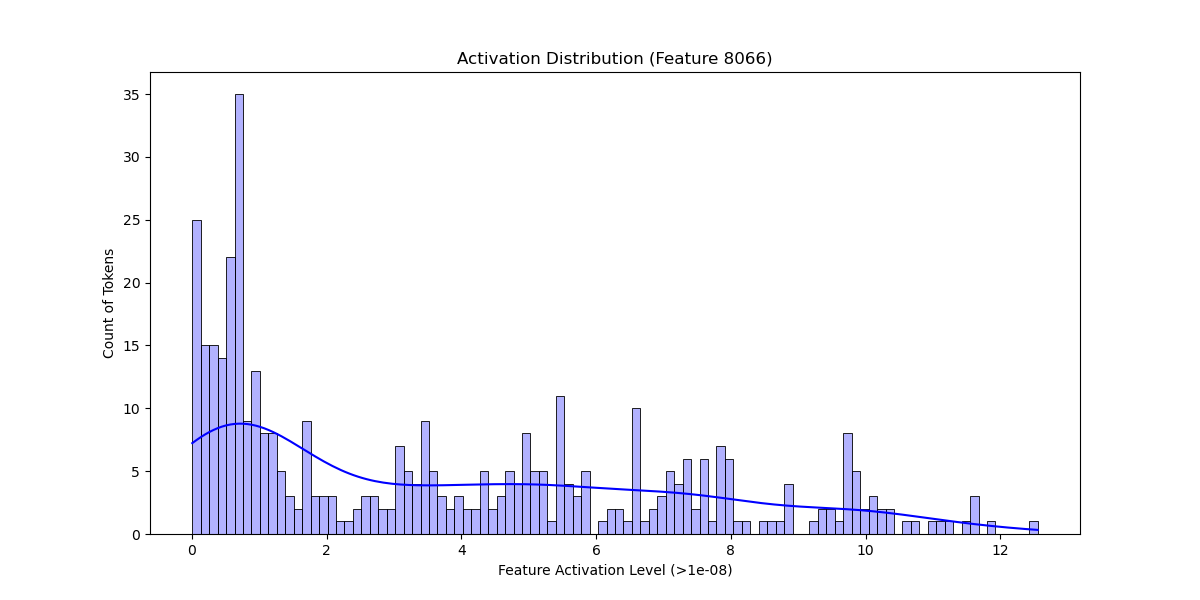 Activation Distribution (Feature 8066)
35
30
25
20
15
10
5
0
Count of Tokens
0 2 4 6 8 10 12
Feature Activation Level (>1e-08)